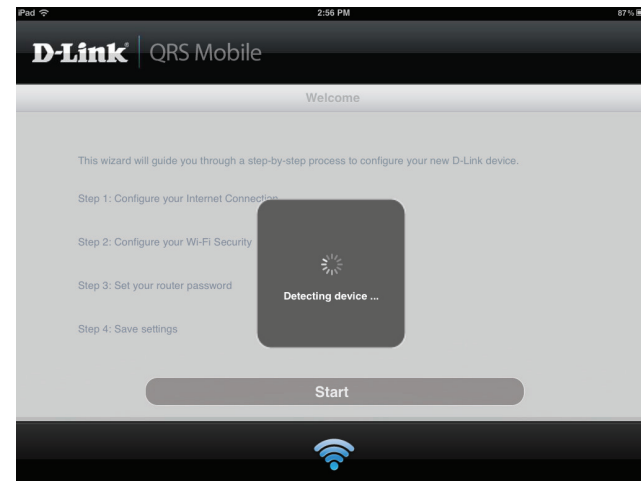 iPad 2:56 PM 87%
D-Link QRS Mobile
Welcome
This wizard will guide you through a step-by-step process to configure your new D-Link device.
Step 1: Configure your Internet Connection
Step 2: Configure your Wi-Fi Security
Detecting device ...
Step 3: Set your router password
Step 4: Save settings
Start